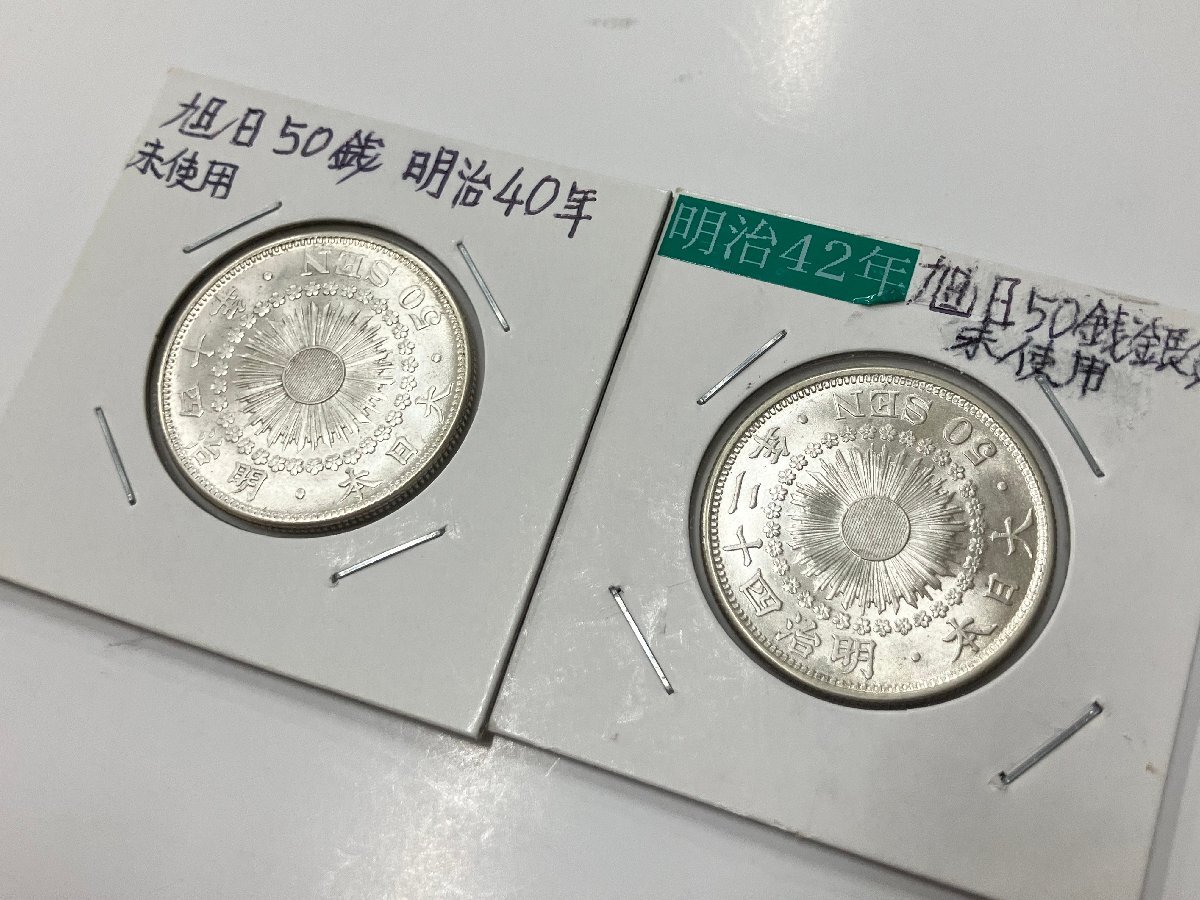 旭日50銭 明治40年
未使用
50 SEN
大日本・明治四十年・
明治42年
旭日50銭銀
未使用
50 SEN
大日本・明治四十二年・